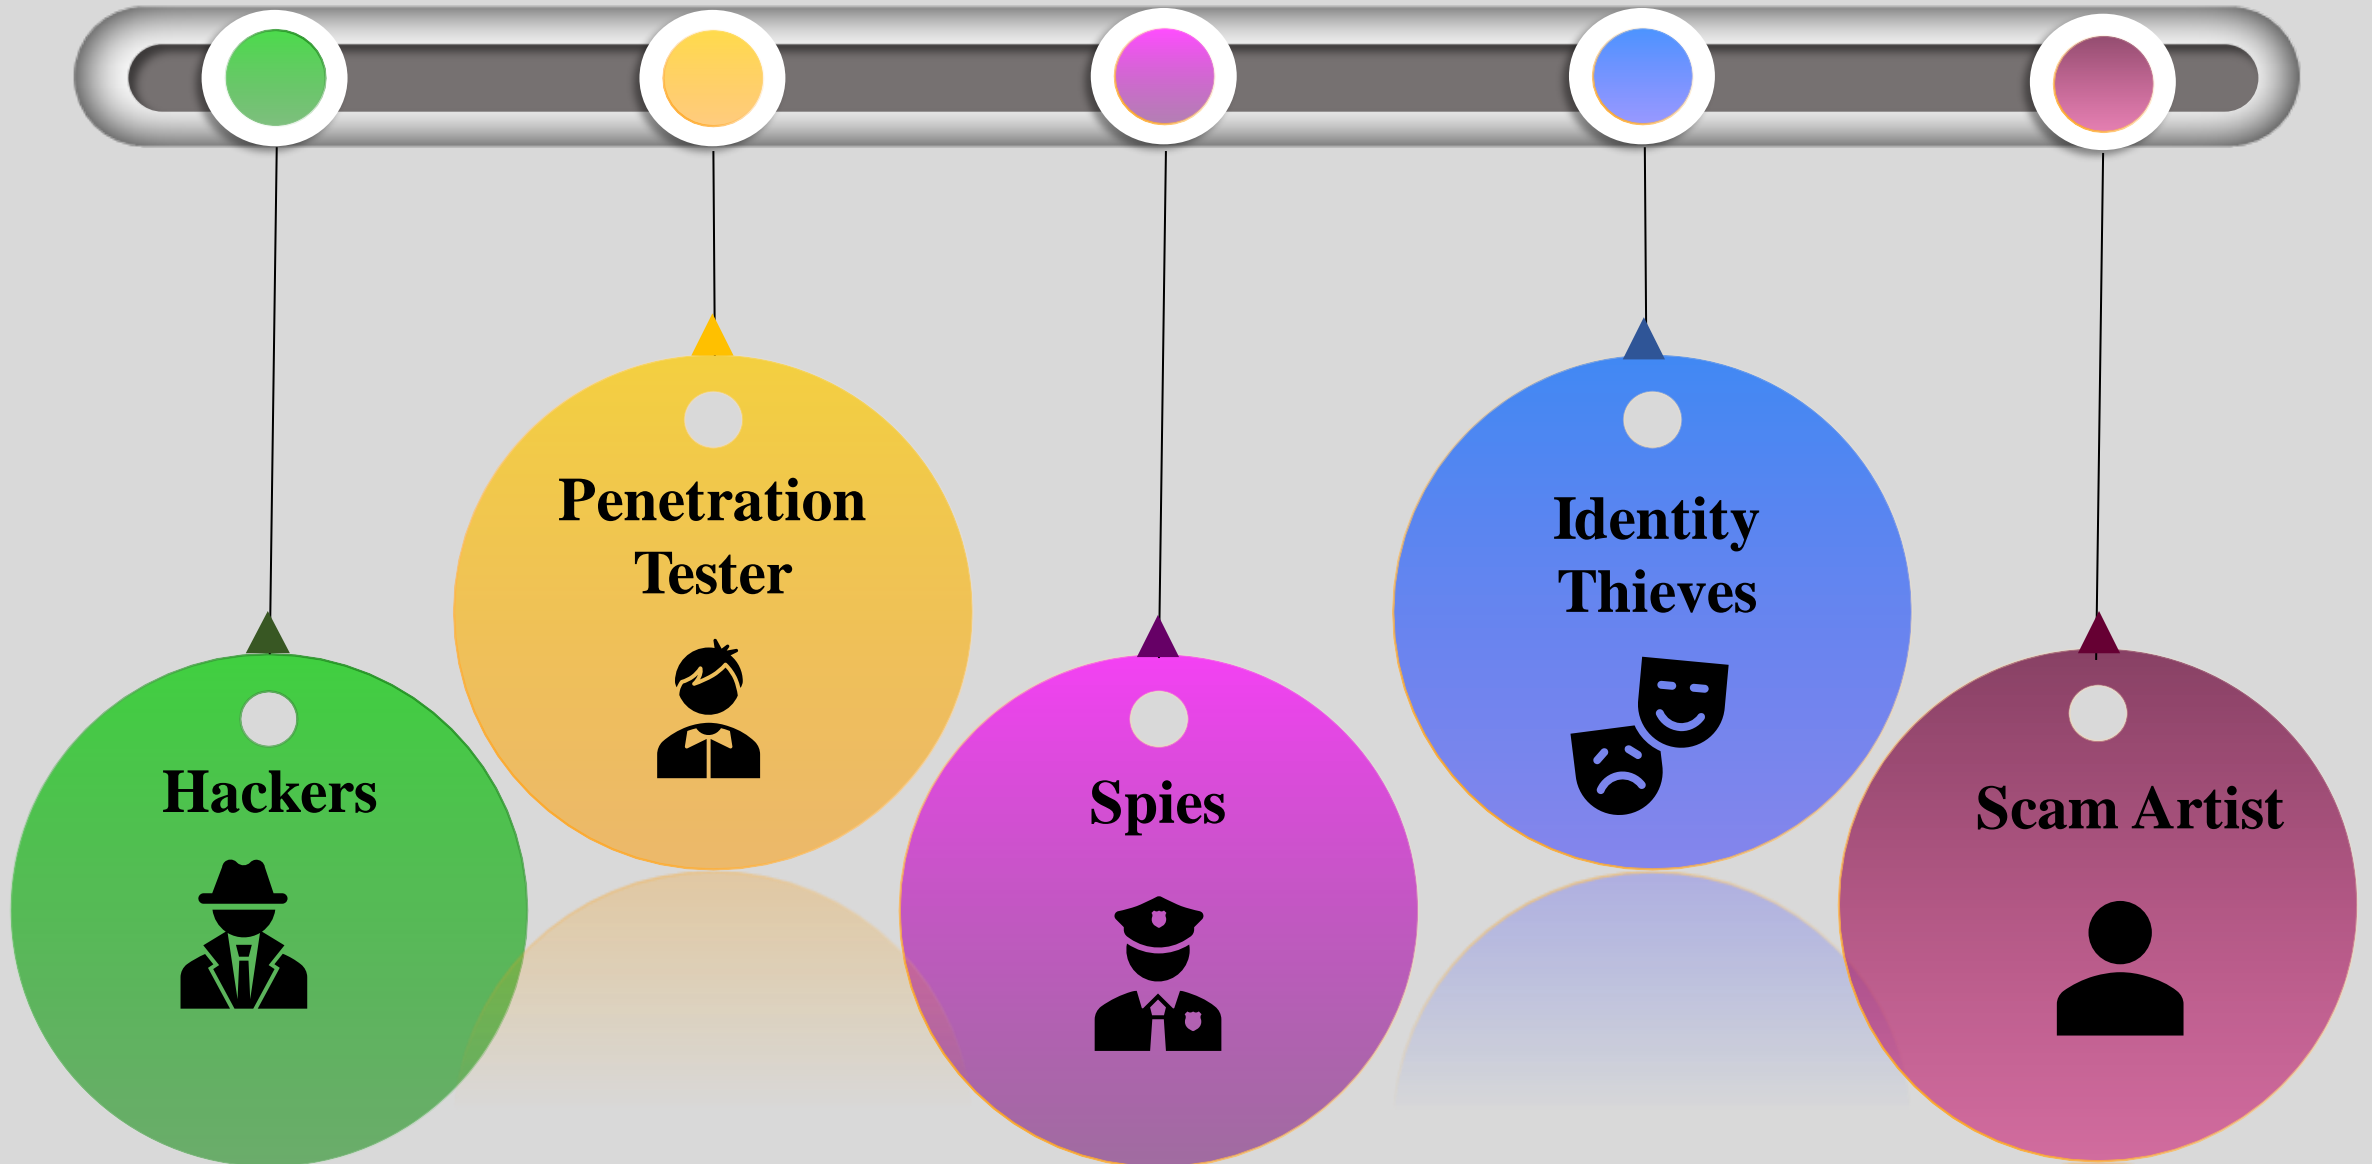 Hackers
Penetration
Tester
Spies
Identity
Thieves
Scam Artist